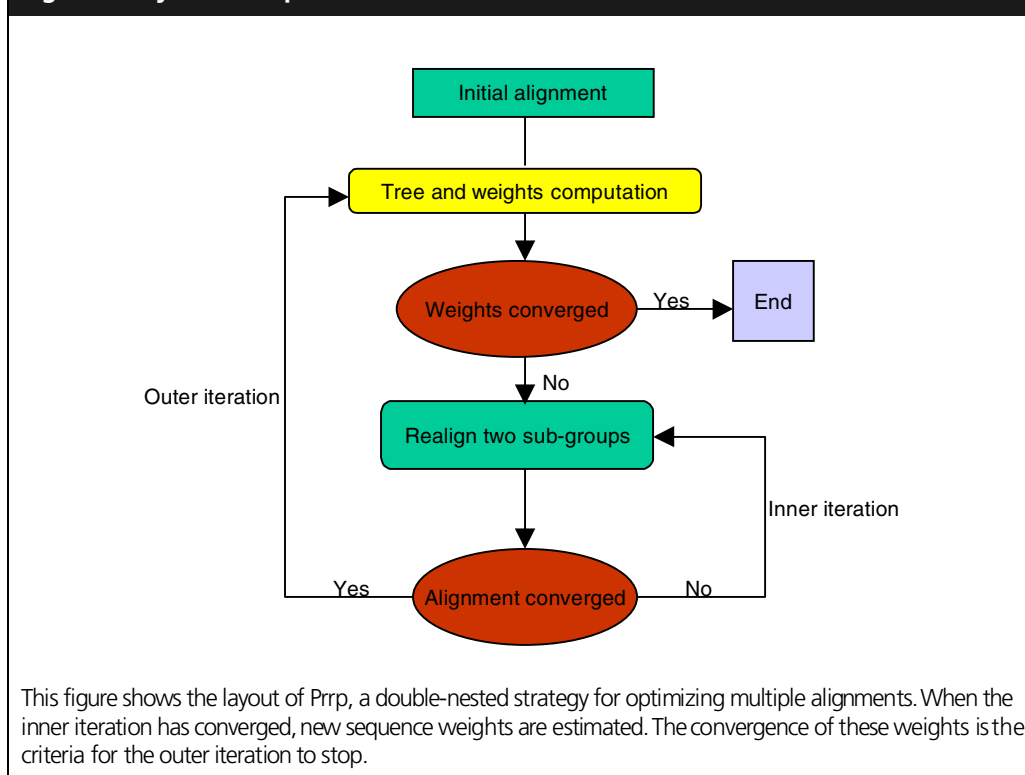 Initial alignment
Tree and weights computation
Weights converged
Yes
End
No
Outer iteration
Realign two sub-groups
Inner iteration
Yes
Alignment converged
No
This figure shows the layout of Prrp, a double-nested strategy for optimizing multiple alignments. When the
inner iteration has converged, new sequence weights are estimated. The convergence of these weights is the
criteria for the outer iteration to stop.